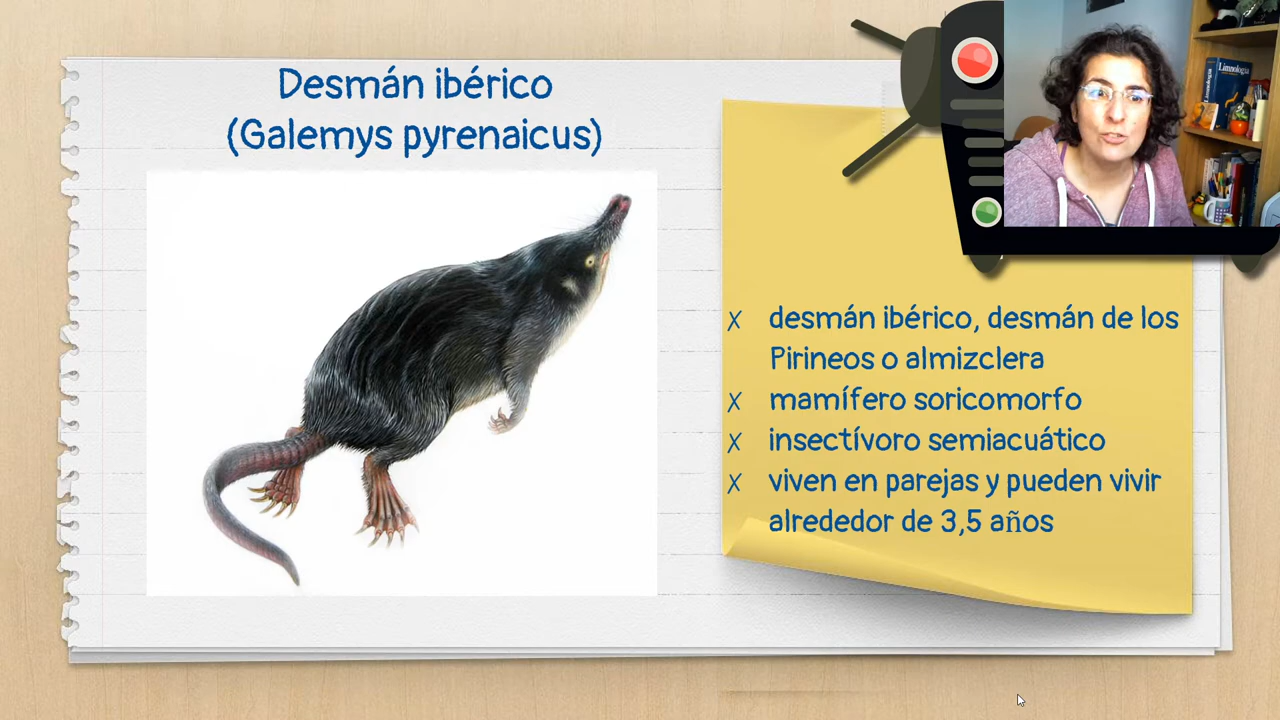 Desmán ibérico
(Galemys pyrenaicus)
Limnología
x desmán ibérico, desmán de los
Pirineos o almizclera
x mamífero soricomorfo
x insectívoro semiacuático
x viven en parejas y pueden vivir
alrededor de 3,5 años